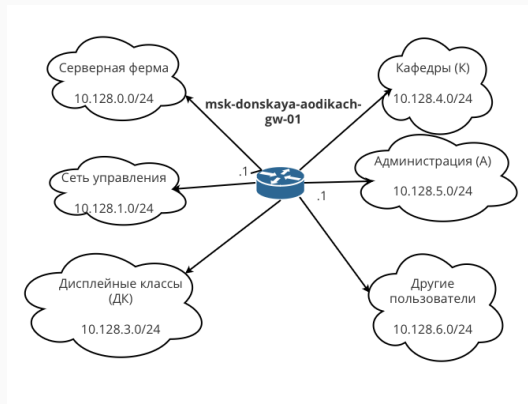 Серверная ферма
10.128.0.0/24
msk-donskaya-aodikach-
gw-01
Кафедры (К)
10.128.4.0/24
Сеть управления
10.128.1.0/24
.1
Администрация (А)
10.128.5.0/24
.1
Дисплейные классы
(ДК)
10.128.3.0/24
Другие
пользователи
10.128.6.0/24